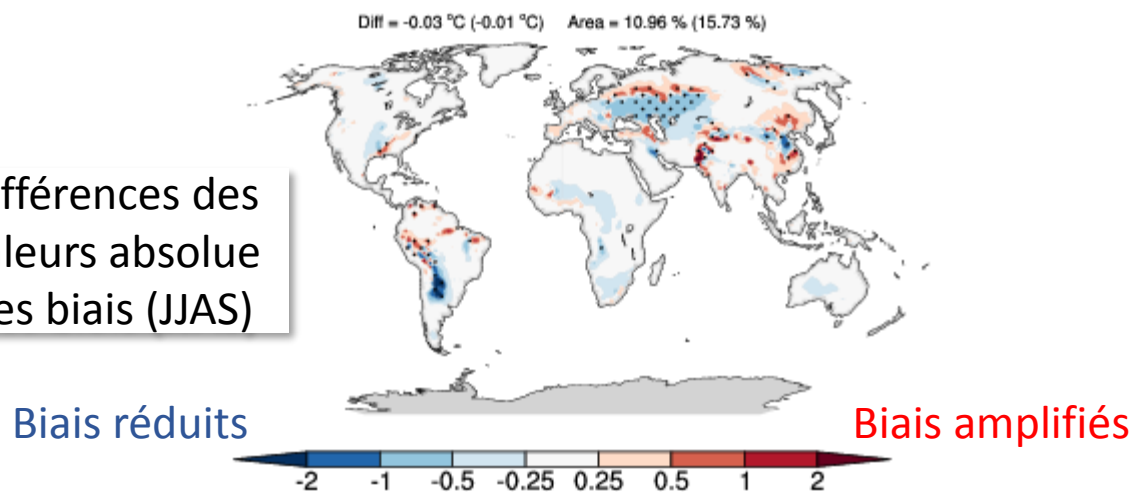 Diff = -0.03 °C (-0.01 °C) Area = 10.96 % (15.73 %)
fférences des
leurs absolue
es biais (JJAS)
Biais réduits
Biais amplifiés
-2 -1 -0.5 -0.25 0.25 0.5 1 2